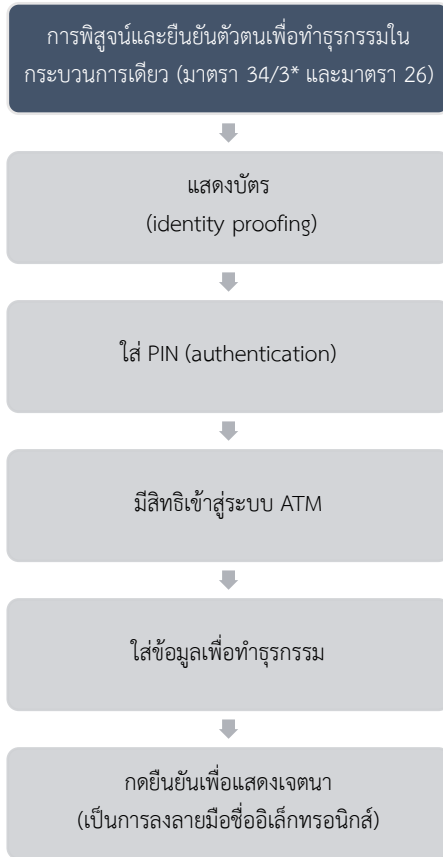 การพิสูจน์และยืนยันตัวตนเพื่อทำธุรกรรมใน
กระบวนการเดียว (มาตรา 34/3* และมาตรา 26)
แสดงบัตร
(identity proofing)
ใส่ PIN (authentication)
มีสิทธิเข้าสู่ระบบ ATM
ใส่ข้อมูลเพื่อทำธุรกรรม
กดยืนยันเพื่อแสดงเจตนา
(เป็นการลงลายมือชื่ออิเล็กทรอนิกส์)